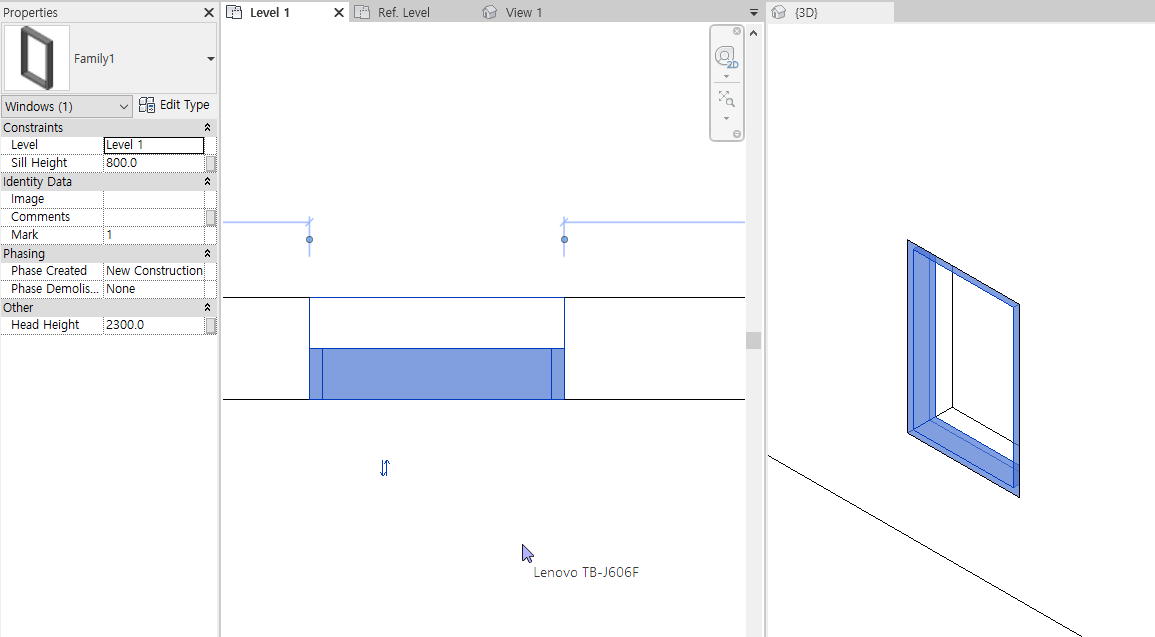 Properties
Level 1
Ref. Level
View 1
{3D}
Family1
Windows (1)
Edit Type
Constraints
Level
Level 1
Sill Height
800.0
Identity Data
Image
Comments
Mark
1
Phasing
Phase Created
New Construction
Phase Demolis...
None
Other
Head Height
2300.0
2D
Lenovo TB-J606F